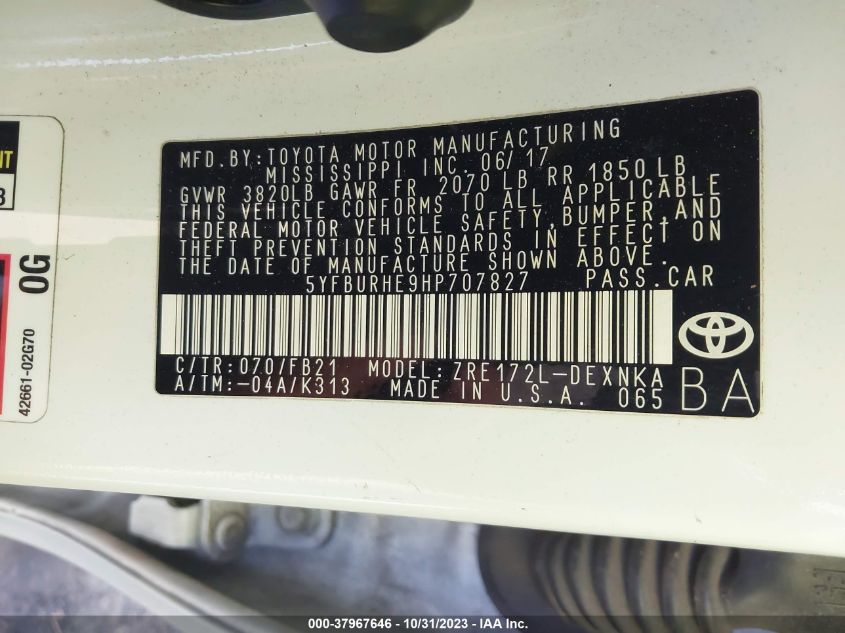 MFD. BY: TOYOTA MOTOR MANUFACTURING
MISSISSIPPI INC. 06/17
GVWR 3820LB GAWR FR 2070 LB RR 1850 LB
THIS VEHICLE CONFORMS TO ALL APPLICABLE
FEDERAL MOTOR VEHICLE SAFETY, BUMPER, AND
THEFT PREVENTION STANDARDS IN EFFECT ON
THE DATE OF MANUFACTURE SHOWN ABOVE.
5YFBURHE9HP707827 PASS. CAR
C/TR: 070/FB21 MODEL: ZRE172L-DEXNKA
A/TM: -04A/K313 MADE IN U.S.A. 065
BA
0G
42661-02G70
000-37967646 - 10/31/2023 - IAA Inc.